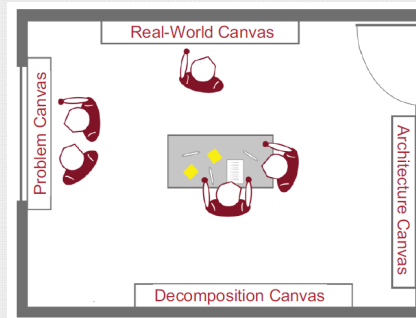 Real-World Canvas
Problem Canvas
Architecture Canvas
Decomposition Canvas